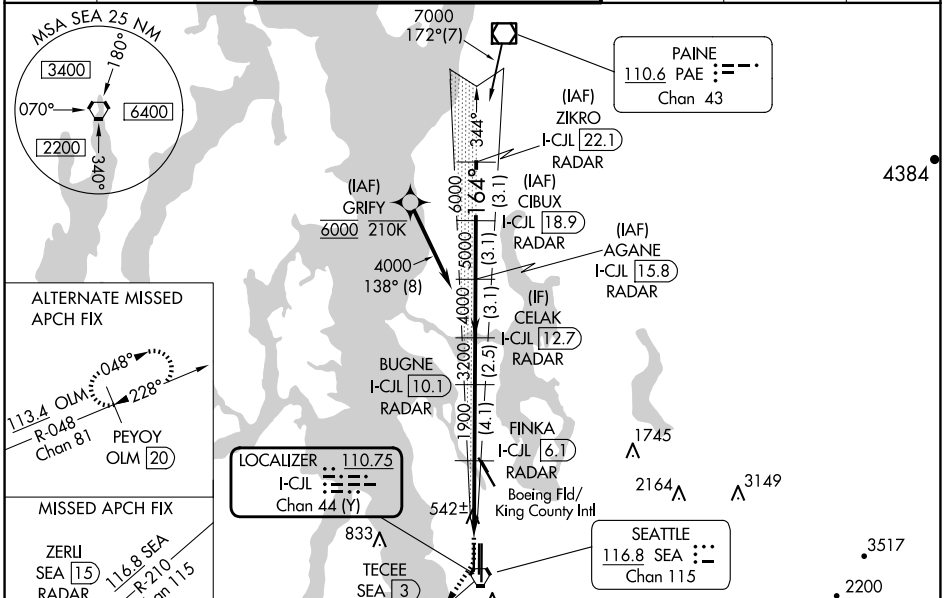 MSA SEA 25 NM
180°
3400
070°
6400
2200
340°
7000
172°(7)
PAINE
110.6 PAE
Chan 43
344°
(IAF)
ZIKRO
I-CJL 22.1
RADAR
4384
164°
6000
(3.1)
(IAF)
CIBUX
I-CJL 18.9
RADAR
(IAF)
GRIFY
6000 210K
5000
(3.1)
(IAF)
AGANE
I-CJL 15.8
RADAR
4000
138° (8)
4000
(3.1)
(IF)
CELAK
I-CJL 12.7
RADAR
ALTERNATE MISSED
APCH FIX
048°
228°
113.4 OLM
R-048
Chan 81
PEYOY
OLM 20
3200
(2.5)
BUGNE
I-CJL 10.1
RADAR
1900
(4.1)
FINKA
I-CJL 6.1
RADAR
1745
2164
3149
Boeing Fld/
King County Intl
LOCALIZER 110.75
I-CJL
Chan 44 (Y)
542±
833
MISSED APCH FIX
ZERLI
SEA 15
RADAR
116.8 SEA
R-210
an 115
TECEE
SEA 3
SEATTLE
116.8 SEA
Chan 115
3517
2200